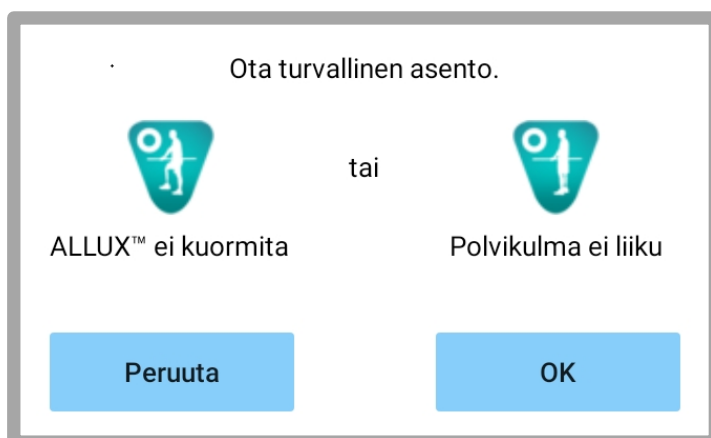 Ota turvallinen asento.
tai
ALLUX™ ei kuormita
Polvikulma ei liiku
Peruuta
OK